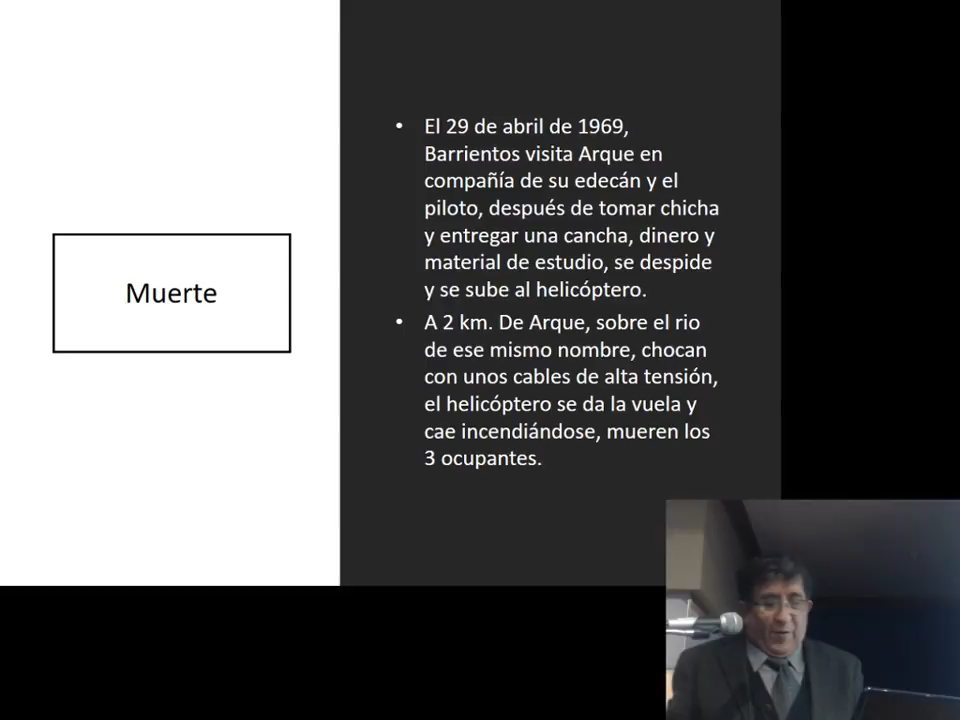 Muerte
• El 29 de abril de 1969,
Barrientos visita Arque en
compañía de su edecán y el
piloto, después de tomar chicha
y entregar una cancha, dinero y
material de estudio, se despide
y se sube al helicóptero.
• A 2 km. De Arque, sobre el rio
de ese mismo nombre, chocan
con unos cables de alta tensión,
el helicóptero se da la vuela y
cae incendiándose, mueren los
3 ocupantes.